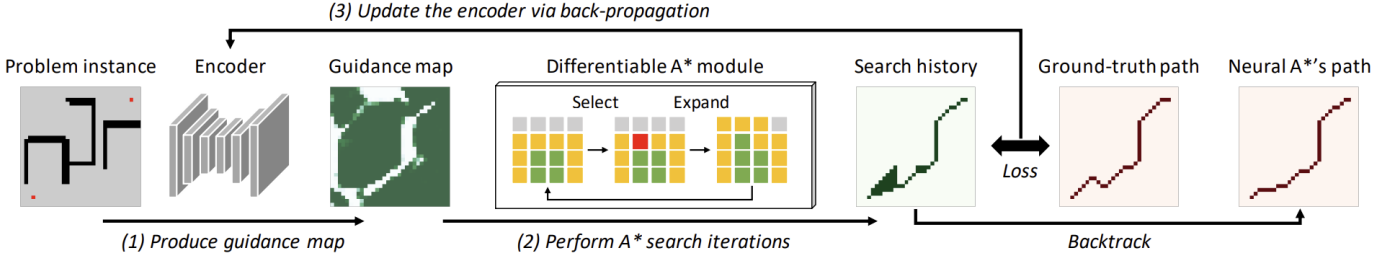 (3) Update the encoder via back-propagation
Problem instance
Encoder
Guidance map
Differentiable A* module
Search history
Ground-truth path
Neural A*'s path
Select
Expand
Loss
(1) Produce guidance map
(2) Perform A* search iterations
Backtrack